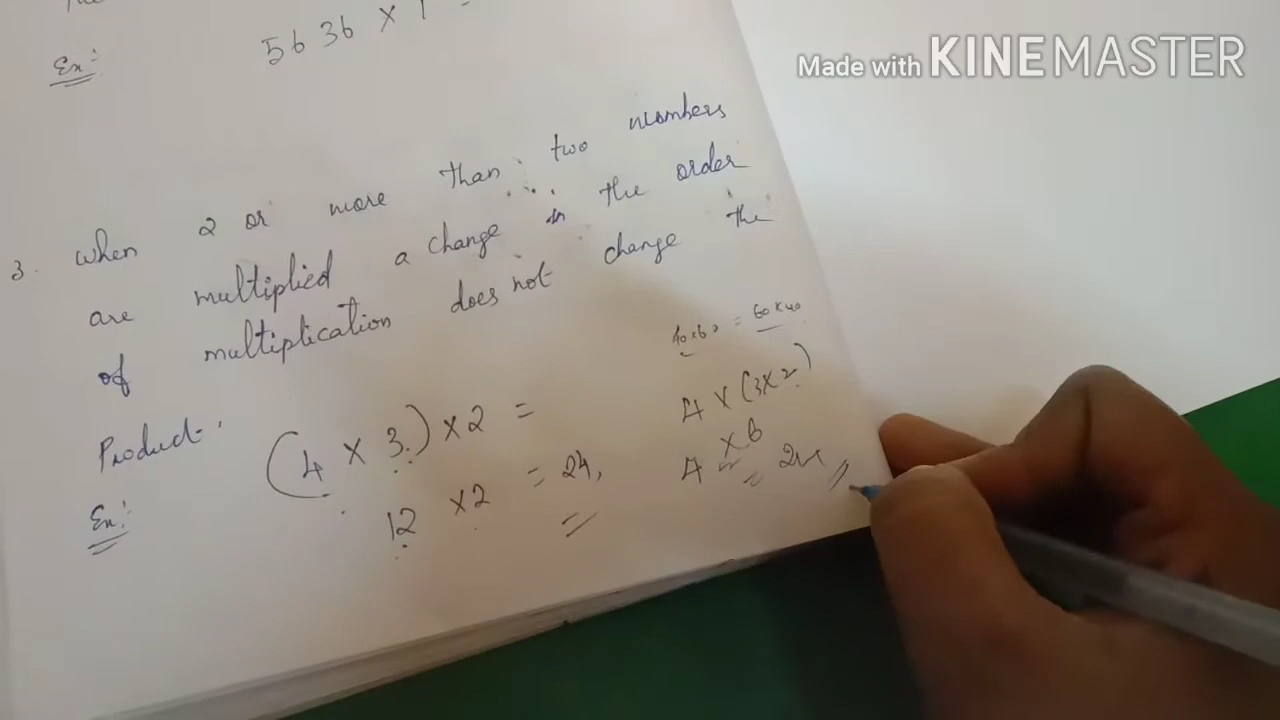 Made with KINEMASTER
The
Ex:
5636 × 1 =
3. When 2 or more than two numbers
are multiplied a change in the order
of multiplication does not change the
Product.
40×60 = 60×40
Ex: (4 × 3) ×2 = 4 × (3×2)
12 ×2 = 24, 4 ×6 = 24